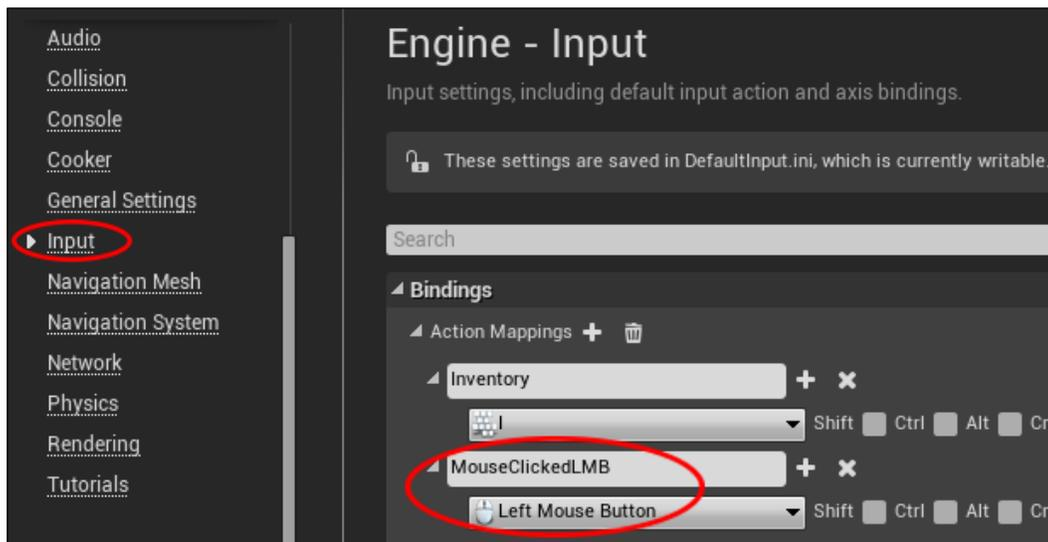 Audio
Collision
Console
Cooker
General Settings
Input
Navigation Mesh
Navigation System
Network
Physics
Rendering
Tutorials
Engine - Input
Input settings, including default input action and axis bindings.
These settings are saved in DefaultInput.ini, which is currently writable.
Search
Bindings
Action Mappings
Inventory
I Shift Ctrl Alt Cm
MouseClickedLMB
Left Mouse Button Shift Ctrl Alt Cm